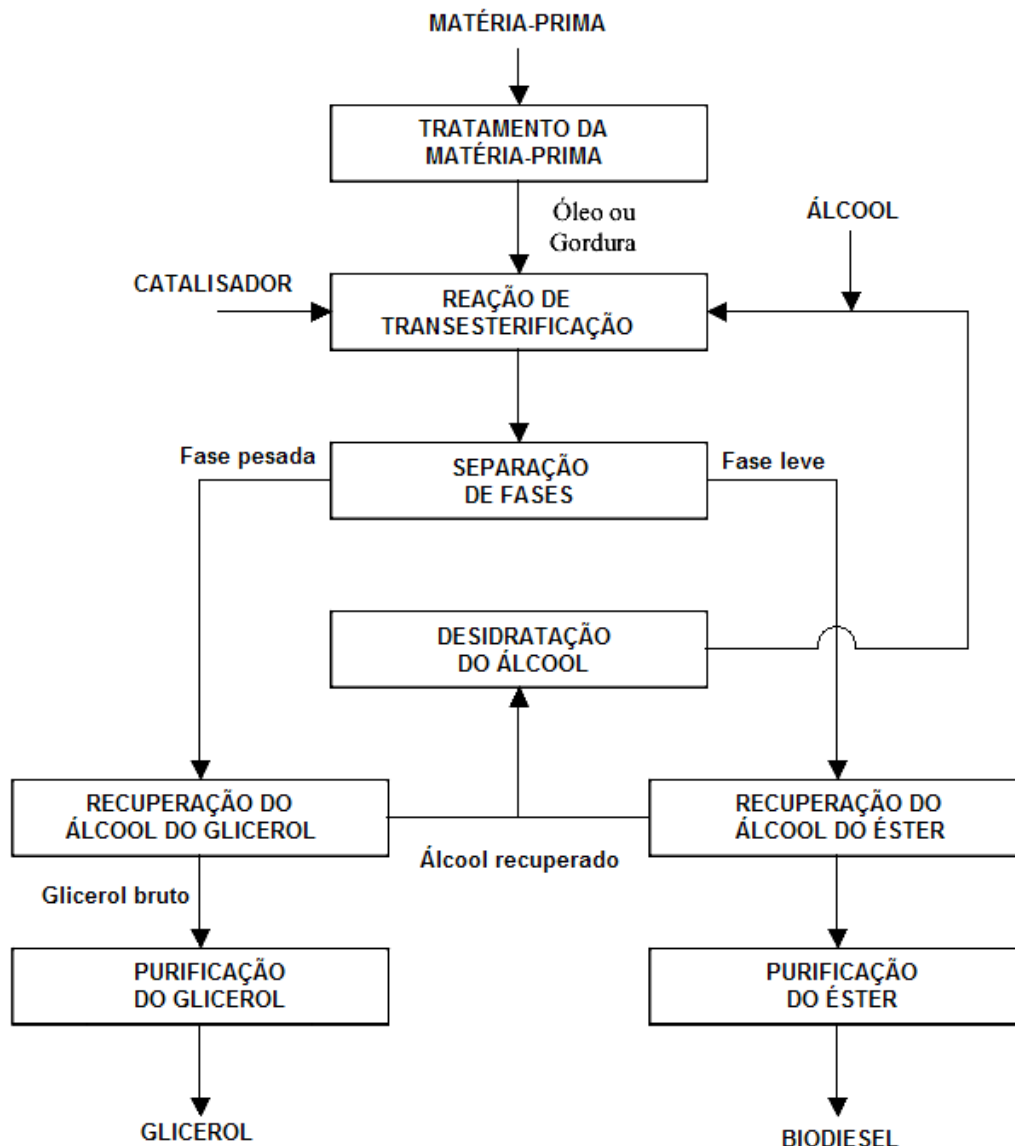 MATÉRIA-PRIMA
TRATAMENTO DA
MATÉRIA-PRIMA
Óleo ou
Gordura
ÁLCOOL
CATALISADOR
REAÇÃO DE
TRANSESTERIFICAÇÃO
Fase pesada
SEPARAÇÃO
DE FASES
Fase leve
DESIDRATAÇÃO
DO ÁLCOOL
RECUPERAÇÃO DO
ÁLCOOL DO GLICEROL
RECUPERAÇÃO DO
ÁLCOOL DO ÉSTER
Álcool recuperado
Glicerol bruto
PURIFICAÇÃO
DO GLICEROL
PURIFICAÇÃO
DO ÉSTER
GLICEROL
BIODIESEL